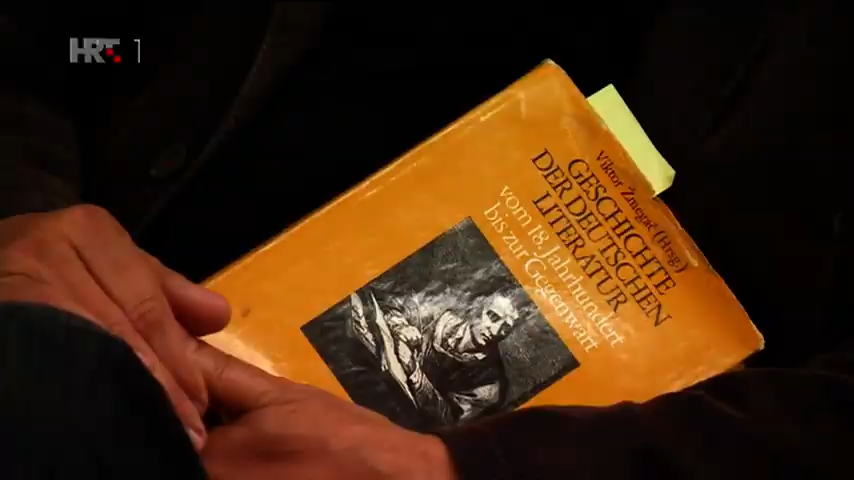 HRT 1
Viktor Žmegač (Hrsg.)
GESCHICHTE
DER DEUTSCHEN
LITERATUR
vom 18. Jahrhundert
bis zur Gegenwart